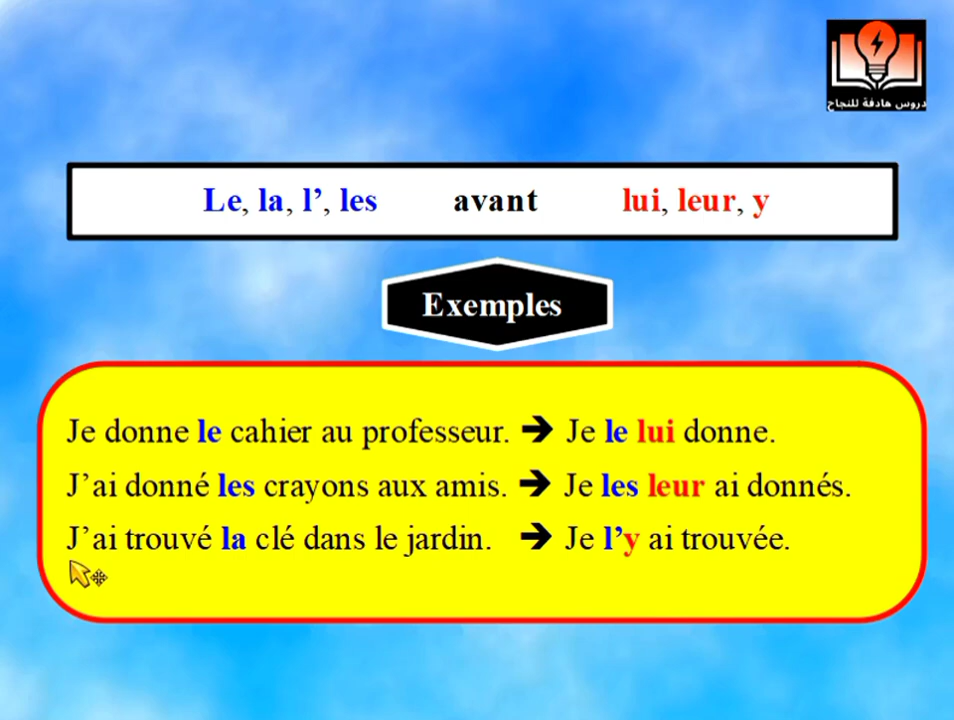 دروس هادفة للنجاح
Le, la, l’, les avant lui, leur, y
Exemples
Je donne le cahier au professeur. ➔ Je le lui donne.
J’ai donné les crayons aux amis. ➔ Je les leur ai donnés.
J’ai trouvé la clé dans le jardin. ➔ Je l’y ai trouvée.